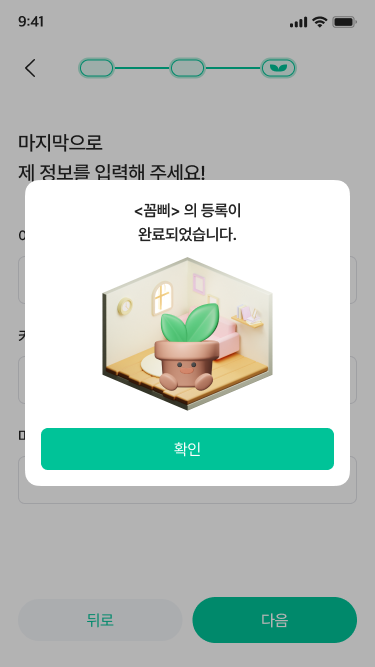 9:41
마지막으로
제 정보를 입력해 주세요!
<꼼삐> 의 등록이
완료되었습니다.
확인
뒤로
다음